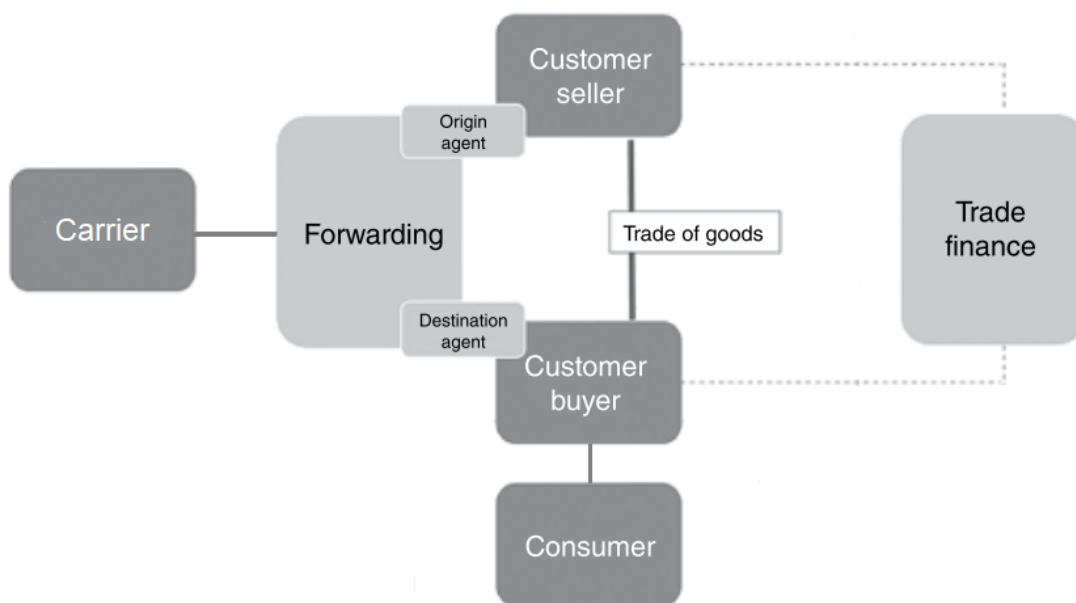 Customer
seller
Origin
agent
Carrier
Forwarding
Trade of goods
Trade
finance
Destination
agent
Customer
buyer
Consumer